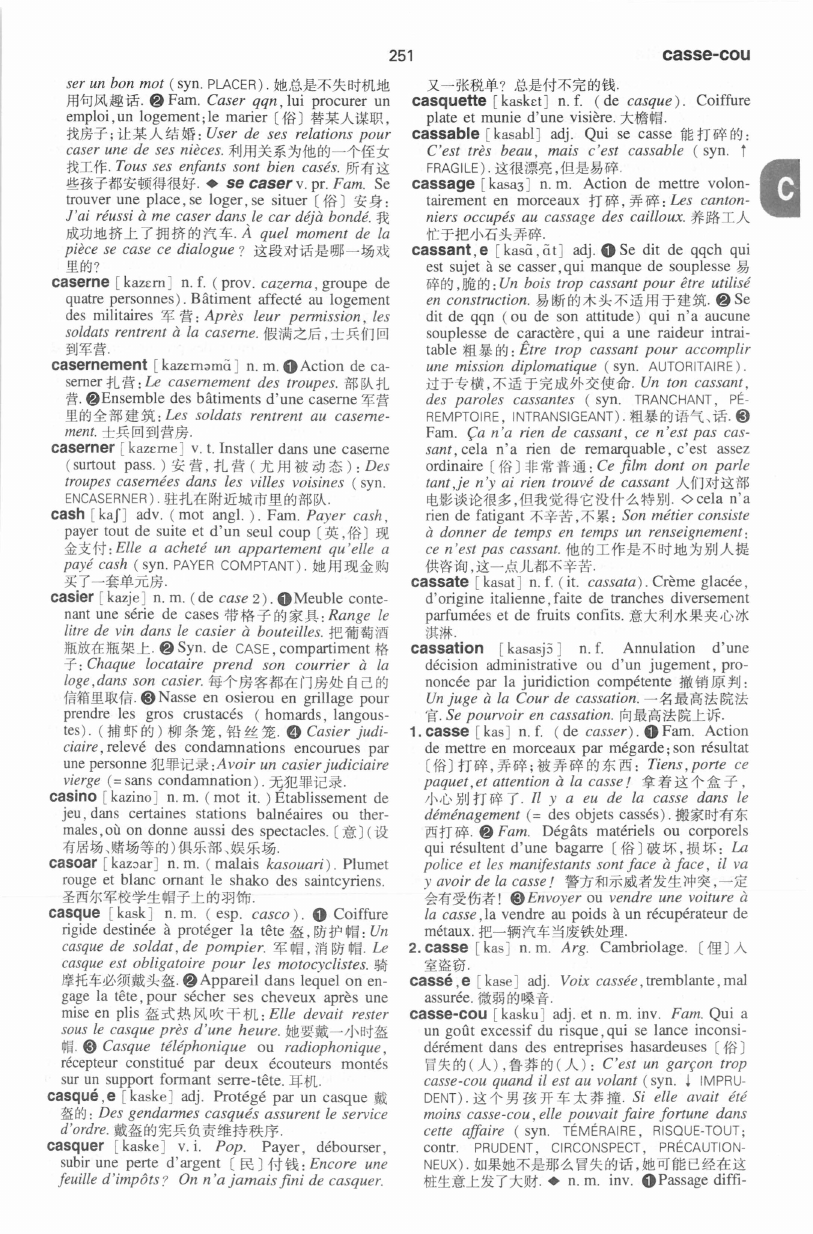 251
casse-cou
ser un bon mot (syn. PLACER). 她总是不失时机地
用句风趣话. ❷ Fam. Caser qqn, lui procurer un
emploi, un logement; le marier〔俗〕替某人谋职,
找房子;让某人结婚: User de ses relations pour
caser une de ses nièces. 利用关系为他的一个侄女
找工作. Tous ses enfants sont bien casés. 所有这
些孩子都安顿得很好. ◆ se caser v. pr. Fam. Se
trouver une place, se loger, se situer〔俗〕安身:
J'ai réussi à me caser dans le car déjà bondé. 我
成功地挤上了拥挤的汽车. À quel moment de la
pièce se case ce dialogue ? 这段对话是哪一场戏
里的?
caserne [kazɛrn] n. f. (prov. cazerna, groupe de
quatre personnes). Bâtiment affecté au logement
des militaires 军营: Après leur permission, les
soldats rentrent à la caserne. 假满之后,士兵们回
到军营.
casernement [kazɛrnəmɑ̃] n. m. ❶ Action de ca-
serner 扎营: Le casernement des troupes. 部队扎
营. ❷ Ensemble des bâtiments d'une caserne 军营
里的全部建筑: Les soldats rentrent au caserne-
ment. 士兵回到营房.
caserner [kazerne] v. t. Installer dans une caserne
(surtout pass.) 安营,扎营(尤用被动态): Des
troupes casernées dans les villes voisines (syn.
ENCASERNER). 驻扎在附近城市里的部队.
cash [kaʃ] adv. (mot angl.). Fam. Payer cash,
payer tout de suite et d'un seul coup〔英,俗〕现
金支付: Elle a acheté un appartement qu'elle a
payé cash (syn. PAYER COMPTANT). 她用现金购
买了一套单元房.
casier [kazje] n. m. (de case 2). ❶ Meuble conte-
nant une série de cases 带格子的家具: Range le
litre de vin dans le casier à bouteilles. 把葡萄酒
瓶放在瓶架上. ❷ Syn. de CASE, compartiment 格
子: Chaque locataire prend son courrier à la
loge, dans son casier. 每个房客都在门房处自己的
信箱里取信. ❸ Nasse en osierou en grillage pour
prendre les gros crustacés (homards, langous-
tes). (捕虾的)柳条笼,铅丝笼. ❹ Casier judi-
ciaire, relevé des condamnations encourues par
une personne 犯罪记录: Avoir un casier judiciaire
vierge (= sans condamnation). 无犯罪记录.
casino [kazino] n. m. (mot it.) Établissement de
jeu, dans certaines stations balnéaires ou ther-
males, où on donne aussi des spectacles.〔意〕(设
有居场、赌场等的)俱乐部、娱乐场.
casoar [kazɔar] n. m. (malais kasouari). Plumet
rouge et blanc ornant le shako des saintcyriens.
圣西尔军校学生帽子上的羽饰.
casque [kask] n. m. (esp. casco). ❶ Coiffure
rigide destinée à protéger la tête 盔,防护帽: Un
casque de soldat, de pompier. 军帽,消防帽. Le
casque est obligatoire pour les motocyclistes. 骑
摩托车必须戴头盔. ❷ Appareil dans lequel on en-
gage la tête, pour sécher ses cheveux après une
mise en plis 盔式热风吹干机: Elle devait rester
sous le casque près d'une heure. 她要戴一小时盔
帽. ❸ Casque téléphonique ou radiophonique,
récepteur constitué par deux écouteurs montés
sur un support formant serre-tête. 耳机.
casqué, e [kaske] adj. Protégé par un casque 戴
盔的: Des gendarmes casqués assurent le service
d'ordre. 戴盔的宪兵负责维持秩序.
casquer [kaske] v. i. Pop. Payer, débourser,
subir une perte d'argent〔民〕付钱: Encore une
feuille d'impôts ? On n'a jamais fini de casquer.
又一张税单? 总是付不完的钱.
casquette [kaskɛt] n. f. (de casque). Coiffure
plate et munie d'une visière. 大檐帽.
cassable [kasabl] adj. Qui se casse 能打碎的:
C'est très beau, mais c'est cassable (syn. ↑
FRAGILE). 这很漂亮,但是易碎.
cassage [kasaʒ] n. m. Action de mettre volon-
tairement en morceaux 打碎,弄碎: Les canton-
niers occupés au cassage des cailloux. 养路工人
忙于把小石头弄碎.
C
cassant, e [kasɑ̃, ɑ̃t] adj. ❶ Se dit de qqch qui
est sujet à se casser, qui manque de souplesse 易
碎的,脆的: Un bois trop cassant pour être utilisé
en construction. 易断的木头不适用于建筑. ❷ Se
dit de qqn (ou de son attitude) qui n'a aucune
souplesse de caractère, qui a une raideur intrai-
table 粗暴的: Être trop cassant pour accomplir
une mission diplomatique (syn. AUTORITAIRE).
过于专横,不适于完成外交使命. Un ton cassant,
des paroles cassantes (syn. TRANCHANT, PÉ-
REMPTOIRE, INTRANSIGEANT). 粗暴的语气、话. ❸
Fam. Ça n'a rien de cassant, ce n'est pas cas-
sant, cela n'a rien de remarquable, c'est assez
ordinaire〔俗〕非常普通: Ce film dont on parle
tant, je n'y ai rien trouvé de cassant 人们对这部
电影谈论很多,但我觉得它没什么特别. ◇ cela n'a
rien de fatigant 不辛苦,不累: Son métier consiste
à donner de temps en temps un renseignement:
ce n'est pas cassant. 他的工作是不时地为别人提
供咨询,这一点儿都不辛苦.
cassate [kasat] n. f. (it. cassata). Crème glacée,
d'origine italienne, faite de tranches diversement
parfumées et de fruits confits. 意大利水果夹心冰
淇淋.
cassation [kasasjɔ̃] n. f. Annulation d'une
décision administrative ou d'un jugement, pro-
noncée par la juridiction compétente 撤销原判:
Un juge à la Cour de cassation. 一名最高法院法
官. Se pourvoir en cassation. 向最高法院上诉.
1. casse [kas] n. f. (de casser). ❶ Fam. Action
de mettre en morceaux par mégarde; son résultat
〔俗〕打碎,弄碎;被弄碎的东西: Tiens, porte ce
paquet, et attention à la casse ! 拿着这个盒子,
小心别打碎了. Il y a eu de la casse dans le
déménagement (= des objets cassés). 搬家时有东
西打碎. ❷ Fam. Dégâts matériels ou corporels
qui résultent d'une bagarre〔俗〕破坏,损坏: La
police et les manifestants sont face à face, il va
y avoir de la casse ! 警方和示威者发生冲突,一定
会有受伤者! ❸ Envoyer ou vendre une voiture à
la casse, la vendre au poids à un récupérateur de
métaux. 把一辆汽车当废铁处理.
2. casse [kas] n. m. Arg. Cambriolage.〔俚〕入
室盗窃.
cassé, e [kase] adj. Voix cassée, tremblante, mal
assurée. 微弱的嗓音.
casse-cou [kasku] adj. et n. m. inv. Fam. Qui a
un goût excessif du risque, qui se lance inconsi-
dérément dans des entreprises hasardeuses〔俗〕
冒失的(人),鲁莽的(人): C'est un garçon trop
casse-cou quand il est au volant (syn. ↓ IMPRU-
DENT). 这个男孩开车太莽撞. Si elle avait été
moins casse-cou, elle pouvait faire fortune dans
cette affaire (syn. TÉMÉRAIRE, RISQUE-TOUT;
contr. PRUDENT, CIRCONSPECT, PRÉCAUTION-
NEUX). 如果她不是那么冒失的话,她可能已经在这
桩生意上发了大财. ◆ n. m. inv. ❶ Passage diffi-